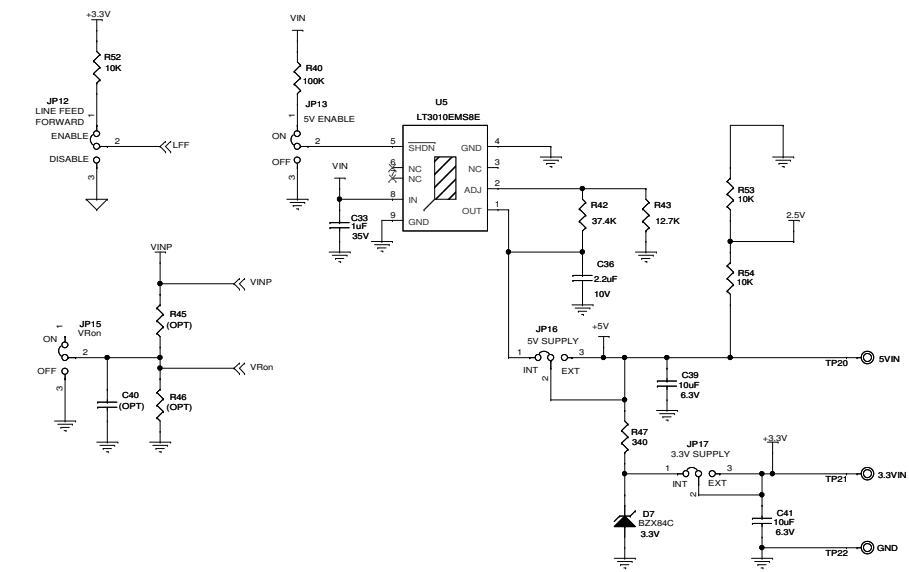 +3.3V
R52
10K
JP12
LINE FEED
FORWARD
1
ENABLE
2
LFF
DISABLE
3
VIN
R40
100K
JP13
5V ENABLE
1
ON
2
OFF
3
U5
LT3010EMS8E
5
SHDN
GND
4
6
NC
NC
3
7
NC
ADJ
2
8
IN
OUT
1
9
GND
VIN
C33
1uF
35V
R42
37.4K
R43
12.7K
C36
2.2uF
10V
R53
10K
2.5V
R54
10K
VINP
VINP
R45
(OPT)
JP15
VRon
1
ON
2
OFF
3
VRon
C40
(OPT)
R46
(OPT)
JP16
5V SUPPLY
+5V
1
3
INT
EXT
2
TP20
5VIN
C39
10uF
6.3V
R47
340
JP17
3.3V SUPPLY
+3.3V
1
3
INT
EXT
2
TP21
3.3VIN
D7
BZX84C
3.3V
C41
10uF
6.3V
TP22
GND